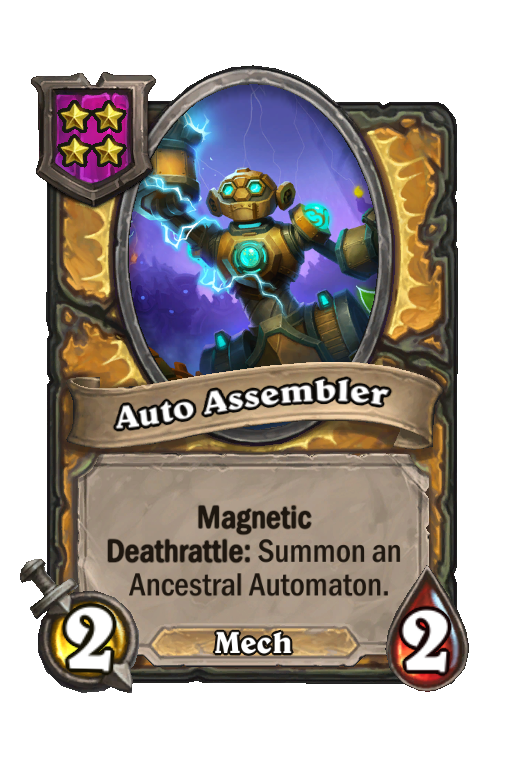 Auto Assembler
Magnetic
Deathrattle: Summon an
Ancestral Automaton.
2
Mech
2